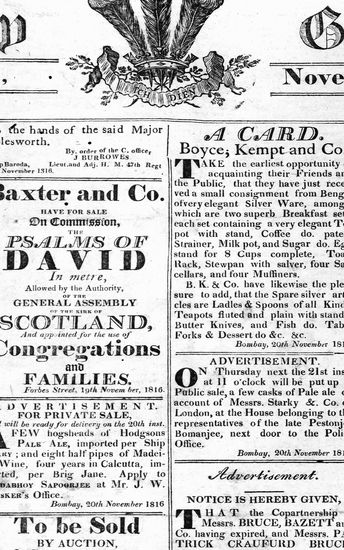 G
Nove
the hands of the said Major
lesworth.
By. order of the C. office,
J BURROWES
Baroda, Lieut.and Adj. H. M. 47th Regt
November 1816.
Baxter and Co.
HAVE FOR SALE
On Commission,
THE
PSALMS OF
DAVID
In metre,
Allowed by the Authority,
OF THE
GENERAL ASSEMBLY
OF THE KIRK OF
SCOTLAND,
And appointed for the use of
Congregations
and
FAMILIES.
Forbes Street, 19th November, 1816.
ADVERTISEMENT.
FOR PRIVATE SALE,
will be ready for delivery on the 20th inst.
A FEW hogsheads of Hodgsons
PALE ALE, imported per Ship
ARY; and eight half pipes of Madei-
Wine, four years in Calcutta, im-
ted, per Brig Jane. Apply to
DABHOY SAPOORJEE at Mr. J. W.
SKER's Office.
Bombay, 20th November 1816
To be Sold
BY AUCTION,
A CARD.
Boyce, Kempt and Co.
TAKE the earliest opportunity
acquainting their Friends an
the Public, that they have just rece
ved a small consignment from Beng
of very elegant Silver Ware, among
which are two superb Breakfast set
each set containing a very elegant Te
pot with stand, Coffee do.
Strainer, Milk pot, and Sugar do. Eg
stand for 8 Cups complete, Toa
Rack, Stewpan with salver, four Sa
cellars, and four Muffiners.
B. K. & Co. have likewise the ple
sure to add, that the Spare silver art
cles are Ladles & Spoons of all Kind
Teapots fluted and plain with stand
Butter Knives, and Fish do. Tab
Forks & Dessert do &c. &c.
Bombay, 20th November 181
ADVERTISEMENT.
ON Thursday next the 21st ins
at 11 o'clock will be put up
Public sale, a few casks of Pale ale
account of Messrs. Starky &. Co.
London, at the House belonging to th
representatives of the late Pestonje
Bomanjee, next door to the Poli
Office.
Bombay, 20th November 181
Advertisement.
NOTICE IS HEREBY GIVEN,
THAT the Copartnership
Messrs. BRUCE, BAZETT an
Co. having expired, and Messrs. PA
TRICK CRAUFURD BRUCE